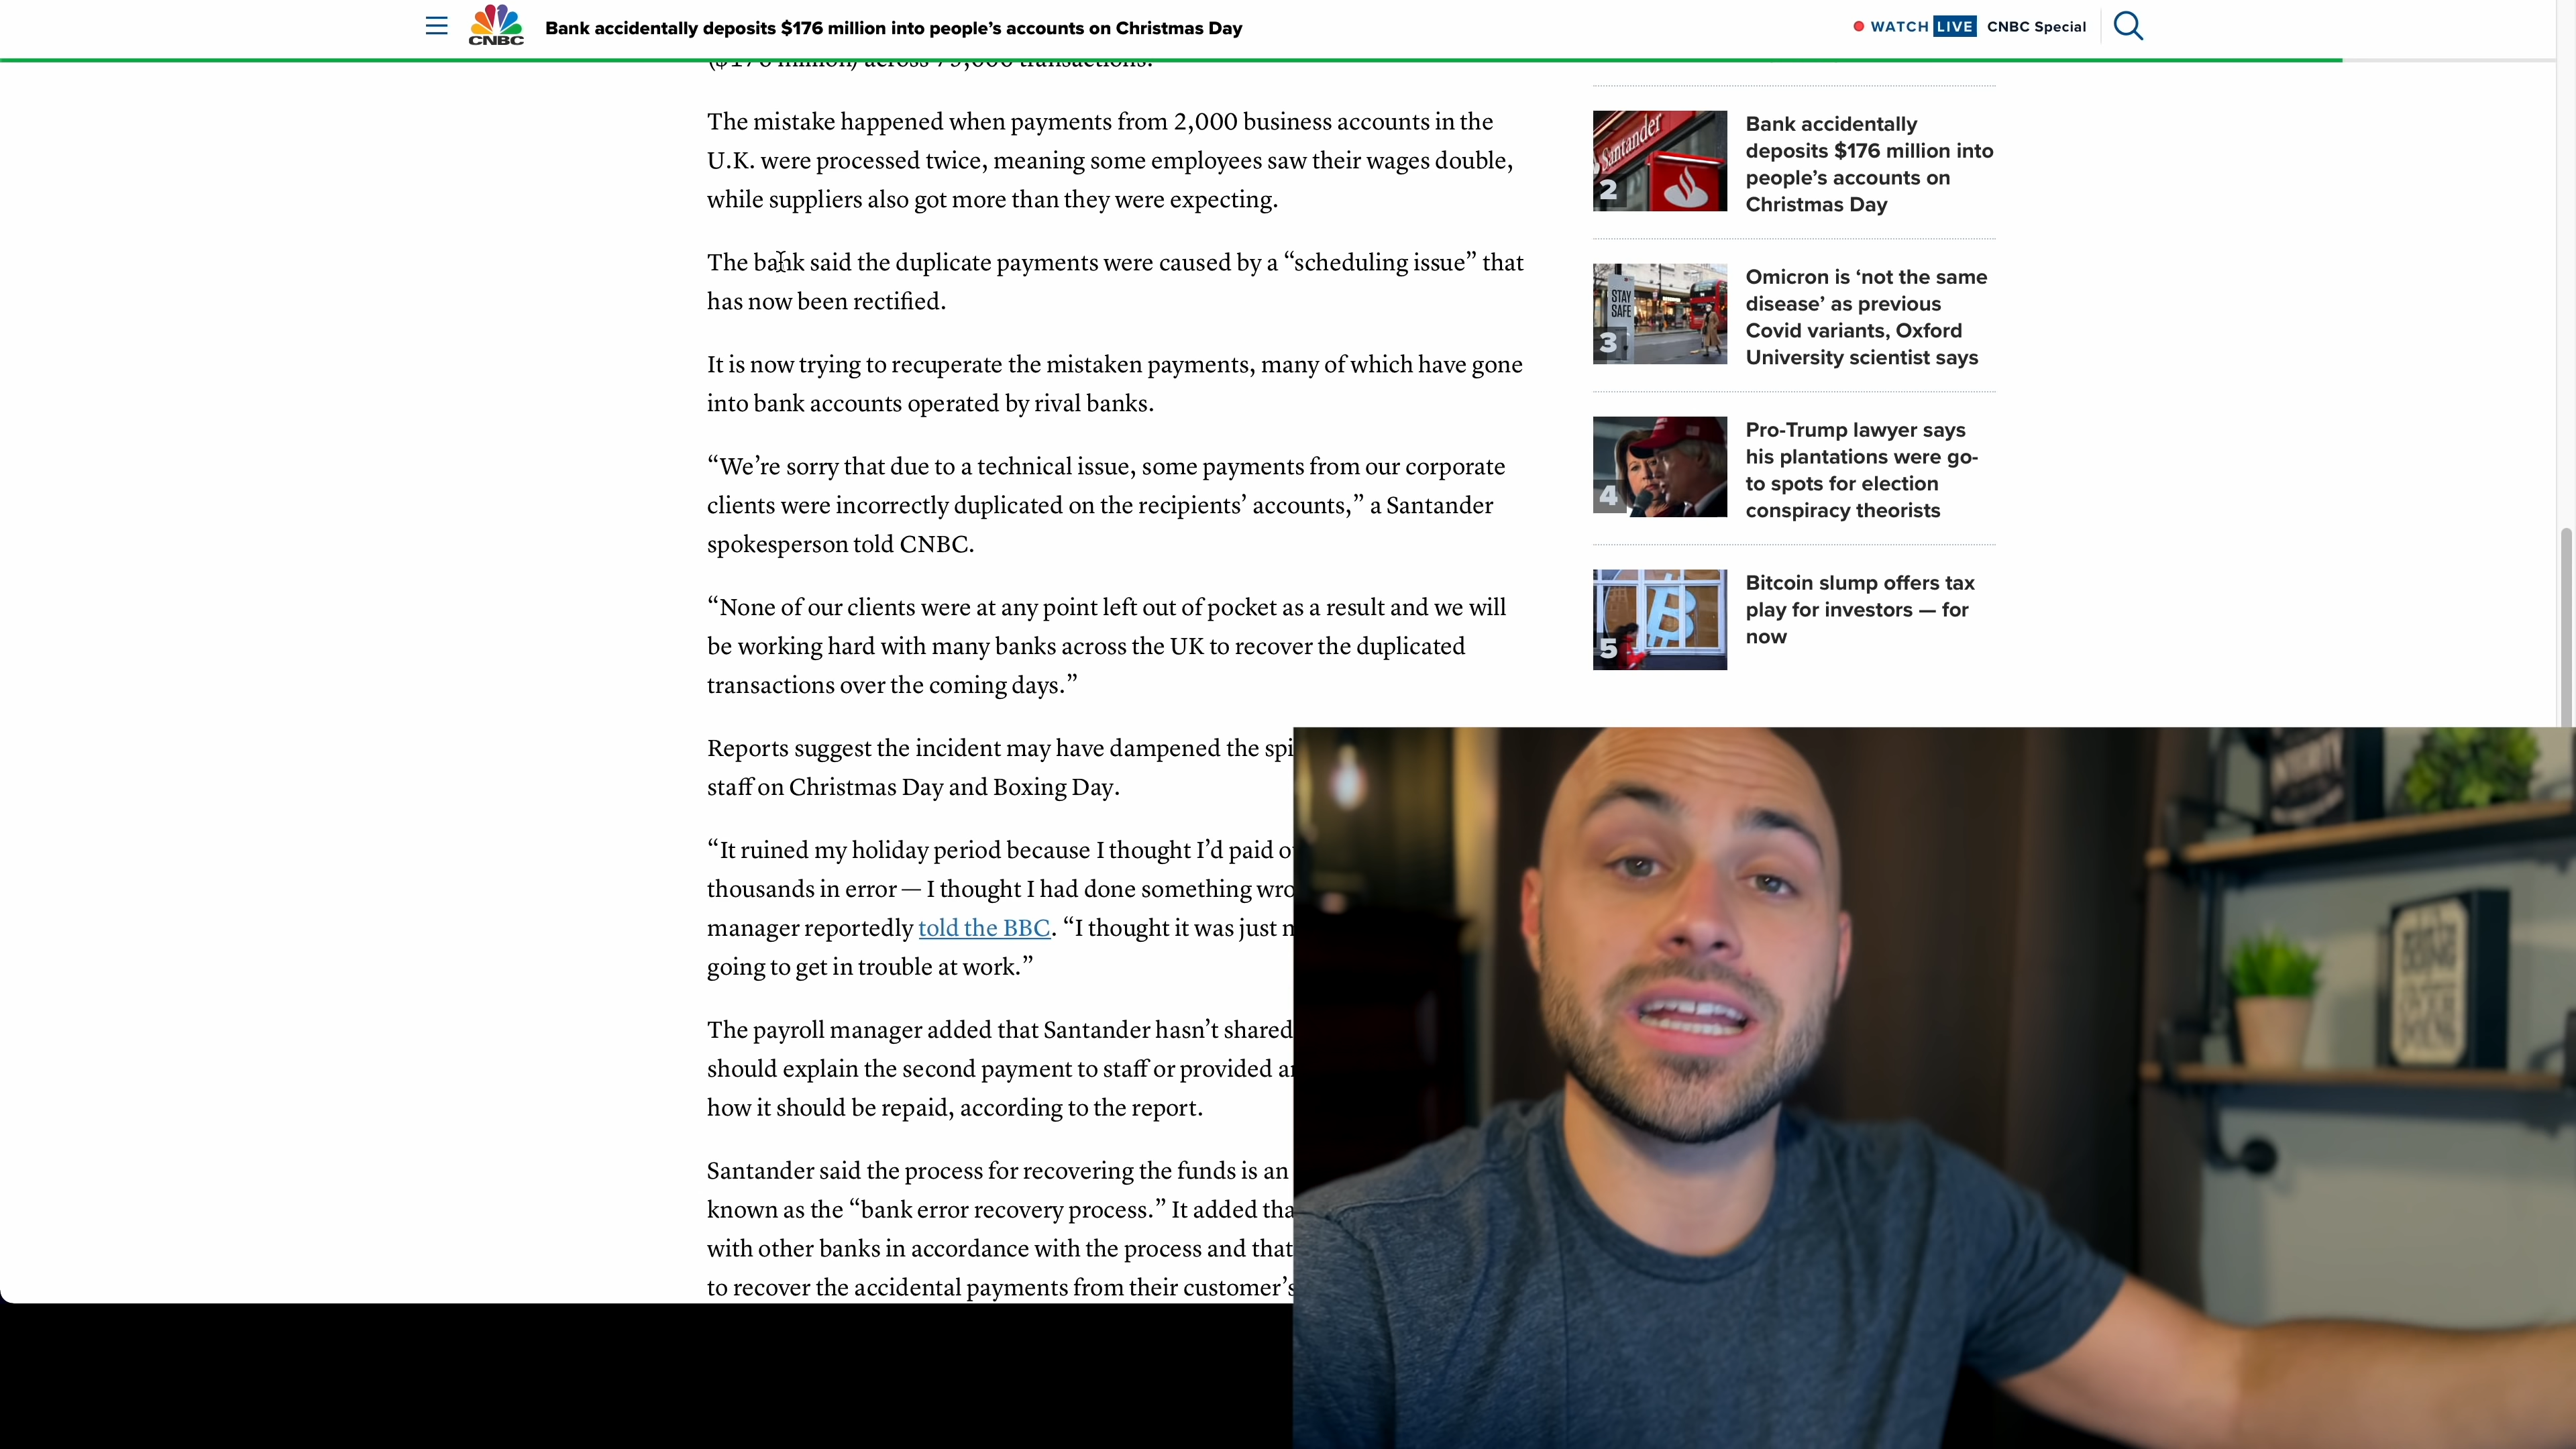 CNBC
Bank accidentally deposits $176 million into people’s accounts on Christmas Day
WATCH LIVE CNBC Special
($176 million) across 75,000 transactions.
The mistake happened when payments from 2,000 business accounts in the
U.K. were processed twice, meaning some employees saw their wages double,
while suppliers also got more than they were expecting.
The bank said the duplicate payments were caused by a “scheduling issue” that
has now been rectified.
It is now trying to recuperate the mistaken payments, many of which have gone
into bank accounts operated by rival banks.
“We’re sorry that due to a technical issue, some payments from our corporate
clients were incorrectly duplicated on the recipients’ accounts,” a Santander
spokesperson told CNBC.
“None of our clients were at any point left out of pocket as a result and we will
be working hard with many banks across the UK to recover the duplicated
transactions over the coming days.”
Reports suggest the incident may have dampened the spi
staff on Christmas Day and Boxing Day.
“It ruined my holiday period because I thought I’d paid o
thousands in error — I thought I had done something wro
manager reportedly told the BBC. “I thought it was just
going to get in trouble at work.”
The payroll manager added that Santander hasn’t shared
should explain the second payment to staff or provided a
how it should be repaid, according to the report.
Santander said the process for recovering the funds is an
known as the “bank error recovery process.” It added tha
with other banks in accordance with the process and that
to recover the accidental payments from their customer’s
Santander
2
Bank accidentally
deposits $176 million into
people’s accounts on
Christmas Day
STAY
SAFE
3
Omicron is ‘not the same
disease’ as previous
Covid variants, Oxford
University scientist says
4
Pro-Trump lawyer says
his plantations were go-
to spots for election
conspiracy theorists
5
Bitcoin slump offers tax
play for investors — for
now
INTEGRITY